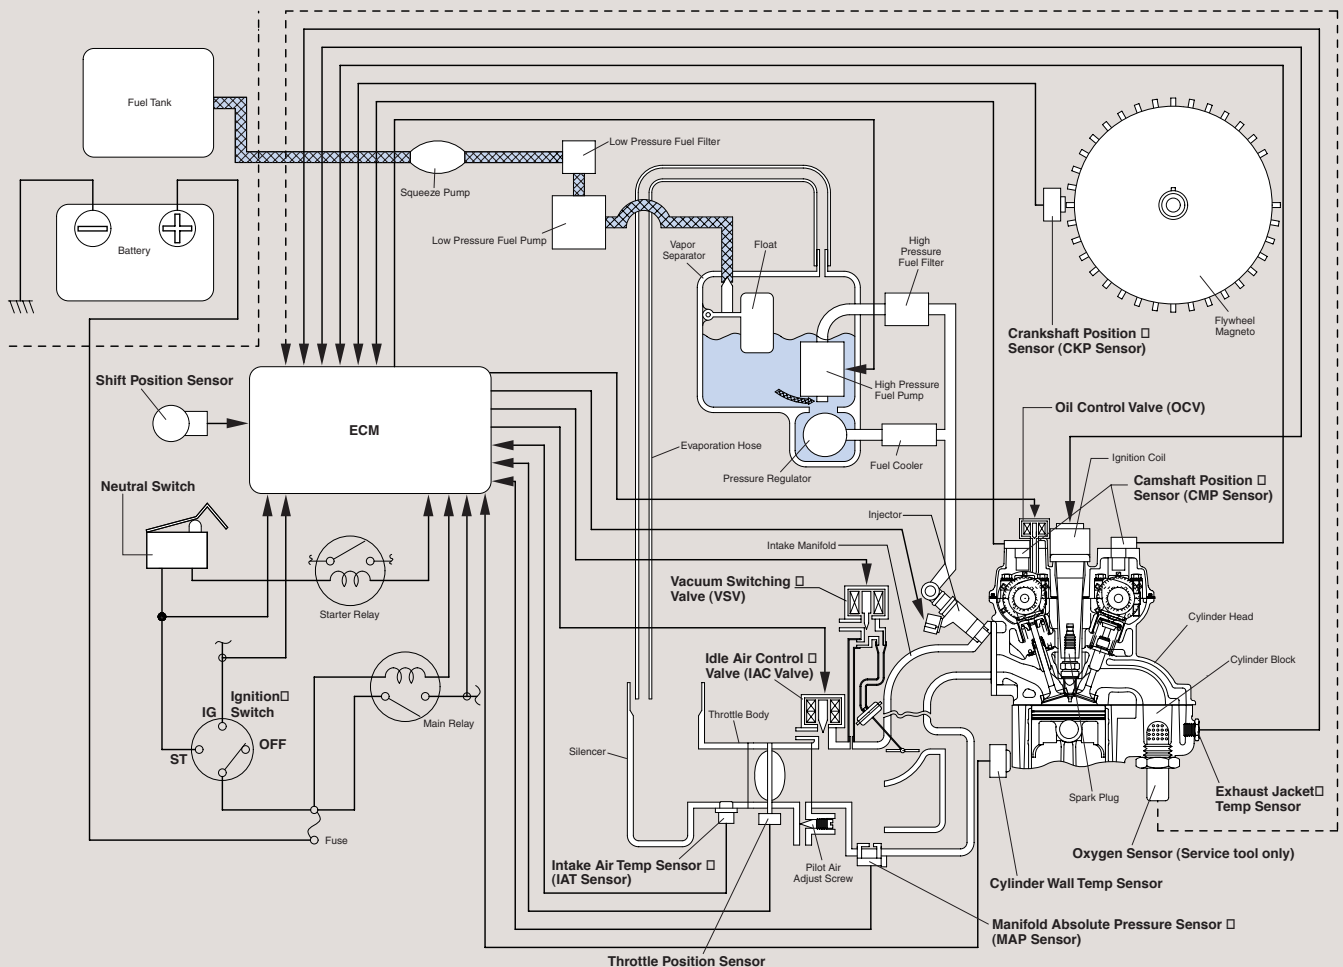 Fuel Tank
Low Pressure Fuel Filter
Squeeze Pump
Battery
Low Pressure Fuel Pump
Vapor
Separator
Float
High
Pressure
Fuel Filter
Flywheel
Magneto
Crankshaft Position □
Sensor (CKP Sensor)
Shift Position Sensor
ECM
High Pressure
Fuel Pump
Oil Control Valve (OCV)
Evaporation Hose
Fuel Cooler
Ignition Coil
Pressure Regulator
Camshaft Position □
Sensor (CMP Sensor)
Neutral Switch
Injector
Intake Manifold
Vacuum Switching □
Valve (VSV)
Starter Relay
Cylinder Head
Idle Air Control □
Valve (IAC Valve)
Cylinder Block
Ignition□
Switch
IG
OFF
ST
Main Relay
Throttle Body
Silencer
Spark Plug
Exhaust Jacket□
Temp Sensor
Fuse
Oxygen Sensor (Service tool only)
Intake Air Temp Sensor □
(IAT Sensor)
Pilot Air
Adjust Screw
Cylinder Wall Temp Sensor
Manifold Absolute Pressure Sensor □
(MAP Sensor)
Throttle Position Sensor